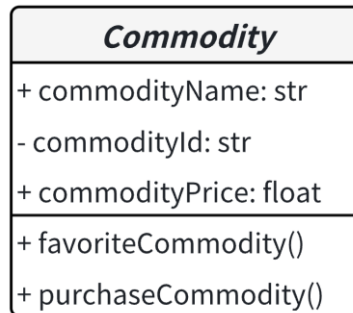 Commodity
+ commodityName: str
- commodityId: str
+ commodityPrice: float
+ favoriteCommodity()
+ purchaseCommodity()